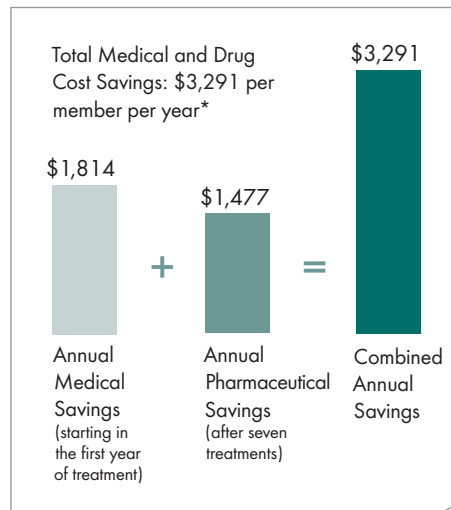 Total Medical and Drug
Cost Savings: $3,291 per
member per year*
$3,291
$1,814
$1,477
+
=
Annual
Medical
Savings
(starting in
the first year
of treatment)
Annual
Pharmaceutical
Savings
(after seven
treatments)
Combined
Annual
Savings